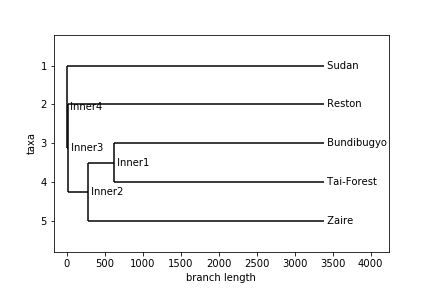 1 Sudan
2 Inner4 Reston
3 Inner3 Bundibugyo
Inner1
4 Tai-Forest
Inner2
5 Zaire
taxa
0 500 1000 1500 2000 2500 3000 3500 4000
branch length